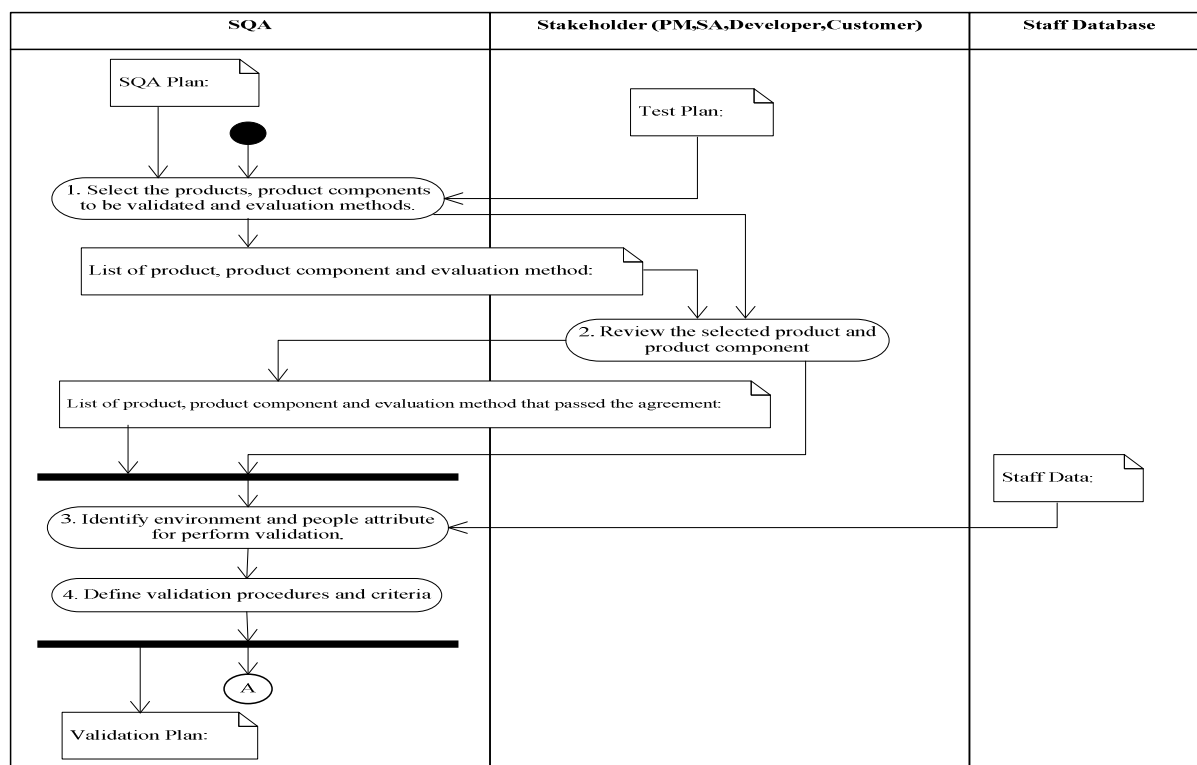 SQA
Stakeholder (PM,SA,Developer,Customer)
Staff Database
SQA Plan:
Test Plan:
1. Select the products, product components
to be validated and evaluation methods.
List of product, product component and evaluation method:
2. Review the selected product and
product component
List of product, product component and evaluation method that passed the agreement:
Staff Data:
3. Identify environment and people attribute
for perform validation.
4. Define validation procedures and criteria
A
Validation Plan: